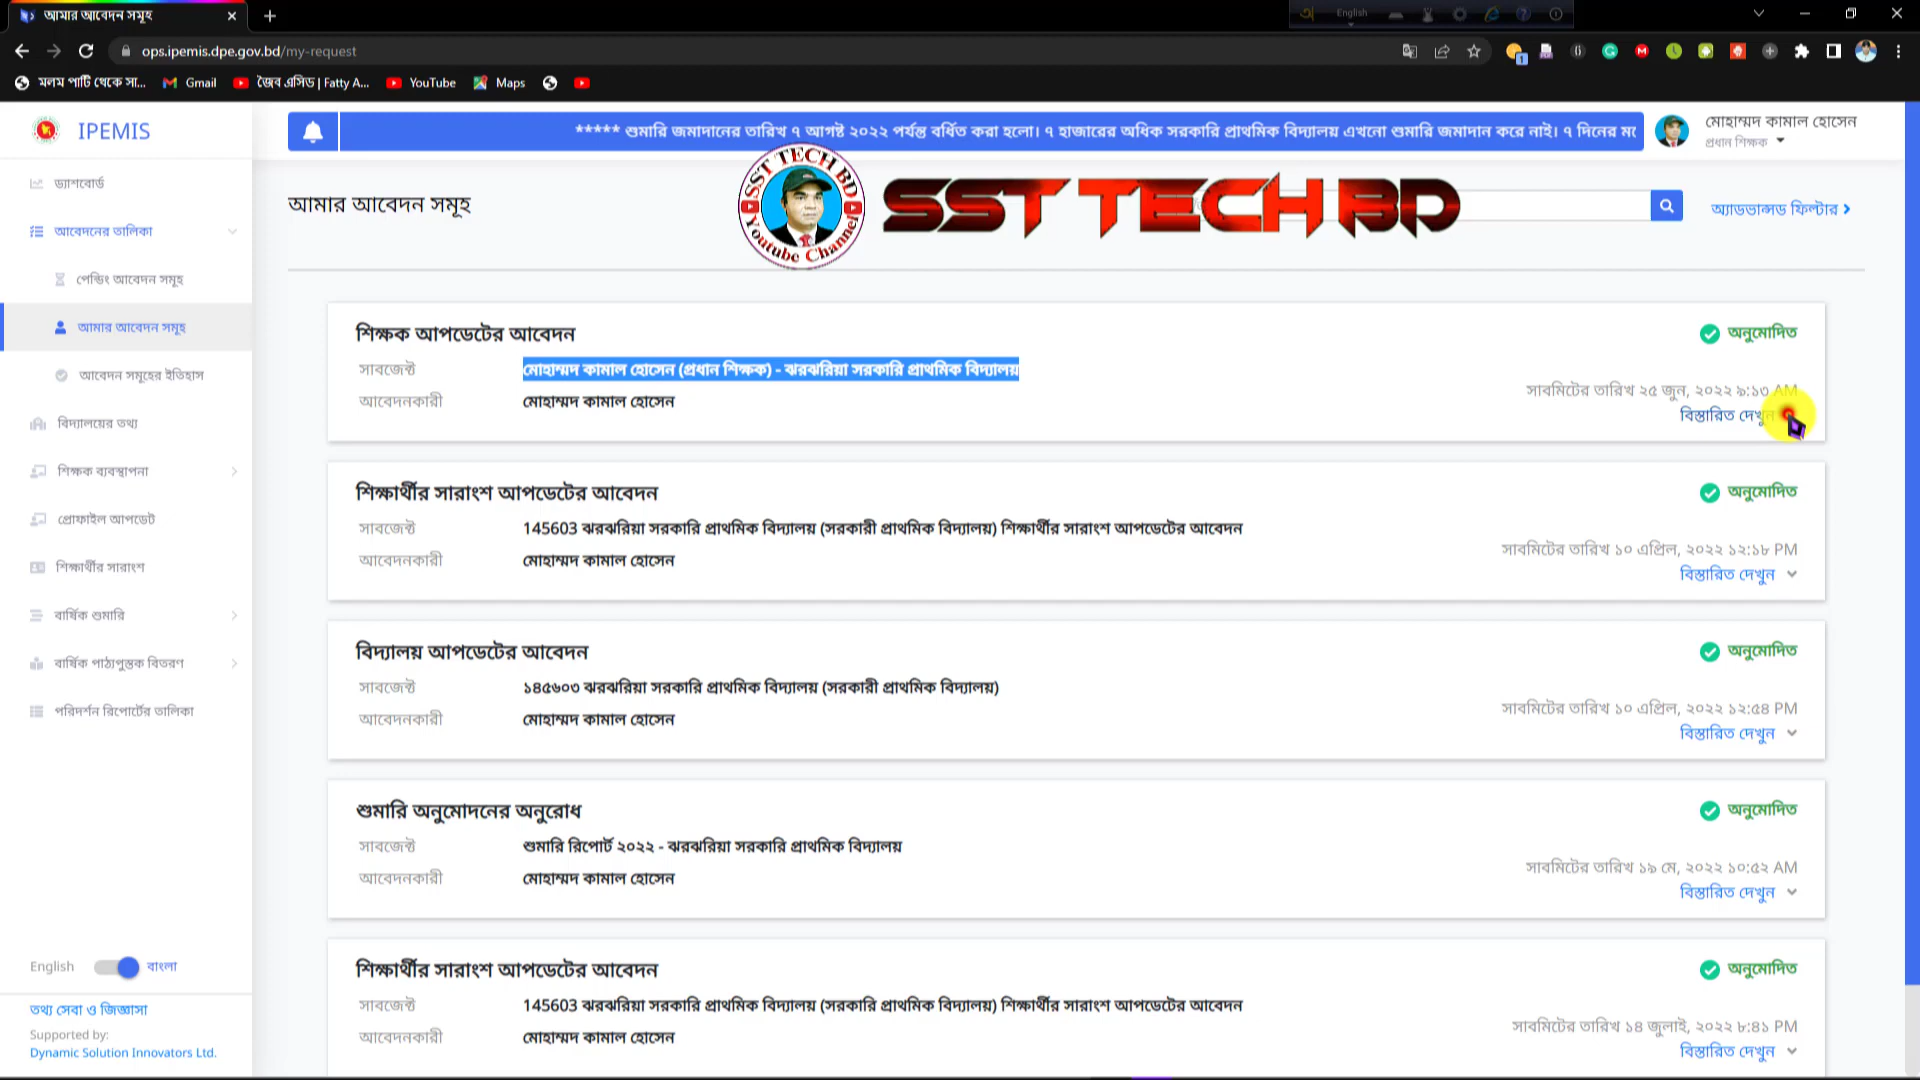 আমার আবেদন সমূহ
English
ops.ipemis.dpe.gov.bd/my-request
মলম পার্টি থেকে সা...
Gmail
জৈব এসিড | Fatty A...
YouTube
Maps
IPEMIS
***** শুমারি জমাদানের তারিখ ৭ আগষ্ট ২০২২ পর্যন্ত বর্ধিত করা হলো। ৭ হাজারের অধিক সরকারি প্রাথমিক বিদ্যালয় এখনো শুমারি জমাদান করে নাই। ৭ দিনের মধ্যে
মোহাম্মদ কামাল হোসেন
প্রধান শিক্ষক
ড্যাশবোর্ড
আবেদনের তালিকা
পেন্ডিং আবেদন সমূহ
আমার আবেদন সমূহ
আবেদন সমূহের ইতিহাস
বিদ্যালয়ের তথ্য
শিক্ষক ব্যবস্থাপনা
প্রোফাইল আপডেট
শিক্ষার্থীর সারাংশ
বার্ষিক শুমারি
বার্ষিক পাঠ্যপুস্তক বিতরণ
পরিদর্শন রিপোর্টের তালিকা
English বাংলা
তথ্য সেবা ও জিজ্ঞাসা
Supported by:
Dynamic Solution Innovators Ltd.
আমার আবেদন সমূহ
SST TECH BD
Youtube Channel
SST TECH BD
অ্যাডভান্সড ফিল্টার
শিক্ষক আপডেটের আবেদন
অনুমোদিত
সাবজেক্ট
মোহাম্মদ কামাল হোসেন (প্রধান শিক্ষক) - ঝরঝরিয়া সরকারি প্রাথমিক বিদ্যালয়
সাবমিটের তারিখ ২৫ জুন, ২০২২ ৯:১৩ AM
আবেদনকারী
মোহাম্মদ কামাল হোসেন
বিস্তারিত দেখুন
শিক্ষার্থীর সারাংশ আপডেটের আবেদন
অনুমোদিত
সাবজেক্ট
145603 ঝরঝরিয়া সরকারি প্রাথমিক বিদ্যালয় (সরকারী প্রাথমিক বিদ্যালয়) শিক্ষার্থীর সারাংশ আপডেটের আবেদন
সাবমিটের তারিখ ১০ এপ্রিল, ২০২২ ১২:১৮ PM
আবেদনকারী
মোহাম্মদ কামাল হোসেন
বিস্তারিত দেখুন
বিদ্যালয় আপডেটের আবেদন
অনুমোদিত
সাবজেক্ট
১৪৫৬০৩ ঝরঝরিয়া সরকারি প্রাথমিক বিদ্যালয় (সরকারী প্রাথমিক বিদ্যালয়)
সাবমিটের তারিখ ১০ এপ্রিল, ২০২২ ১২:৫৪ PM
আবেদনকারী
মোহাম্মদ কামাল হোসেন
বিস্তারিত দেখুন
শুমারি অনুমোদনের অনুরোধ
অনুমোদিত
সাবজেক্ট
শুমারি রিপোর্ট ২০২২ - ঝরঝরিয়া সরকারি প্রাথমিক বিদ্যালয়
সাবমিটের তারিখ ১৯ মে, ২০২২ ১০:৫২ AM
আবেদনকারী
মোহাম্মদ কামাল হোসেন
বিস্তারিত দেখুন
শিক্ষার্থীর সারাংশ আপডেটের আবেদন
অনুমোদিত
সাবজেক্ট
145603 ঝরঝরিয়া সরকারি প্রাথমিক বিদ্যালয় (সরকারি প্রাথমিক বিদ্যালয়) শিক্ষার্থীর সারাংশ আপডেটের আবেদন
সাবমিটের তারিখ ১৪ জুলাই, ২০২২ ৮:৪১ PM
আবেদনকারী
মোহাম্মদ কামাল হোসেন
বিস্তারিত দেখুন